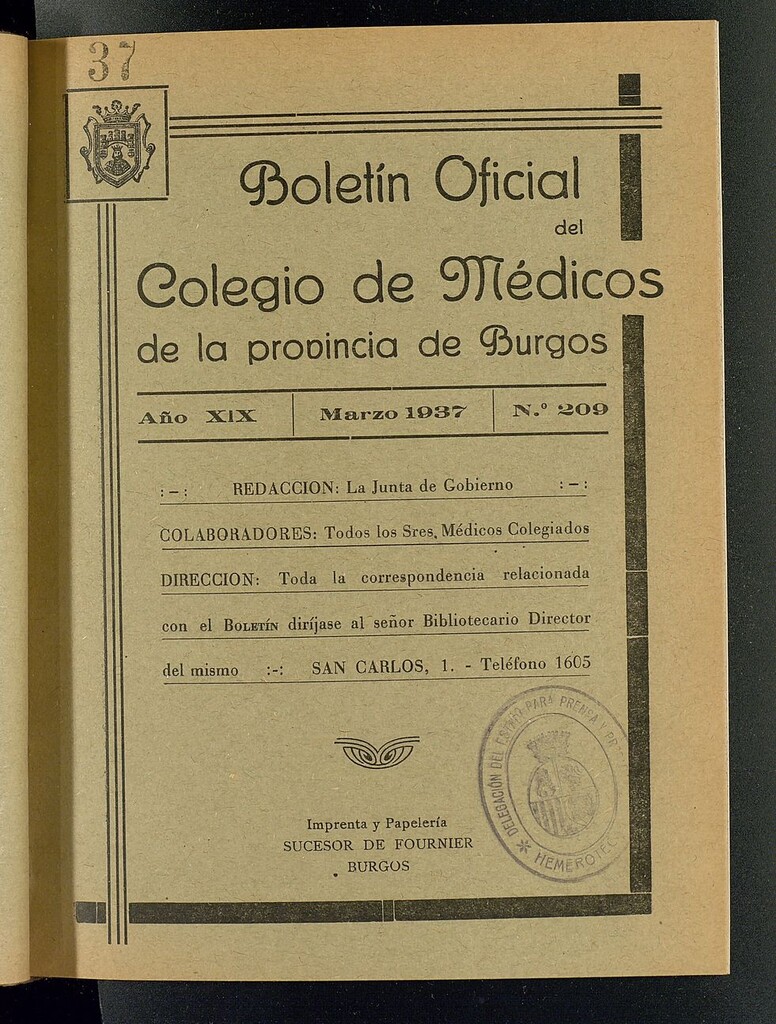 37
Boletín Oficial
del
Colegio de Médicos
de la provincia de Burgos
Año XIX
Marzo 1937
N.º 209
:-: REDACCION: La Junta de Gobierno :-:
COLABORADORES: Todos los Sres. Médicos Colegiados
DIRECCION: Toda la correspondencia relacionada
con el BOLETÍN diríjase al señor Bibliotecario Director
del mismo :-: SAN CARLOS, 1. - Teléfono 1605
DELEGACIÓN DEL ESTADO PARA PRENSA Y
Imprenta y Papelería
SUCESOR DE FOURNIER
BURGOS